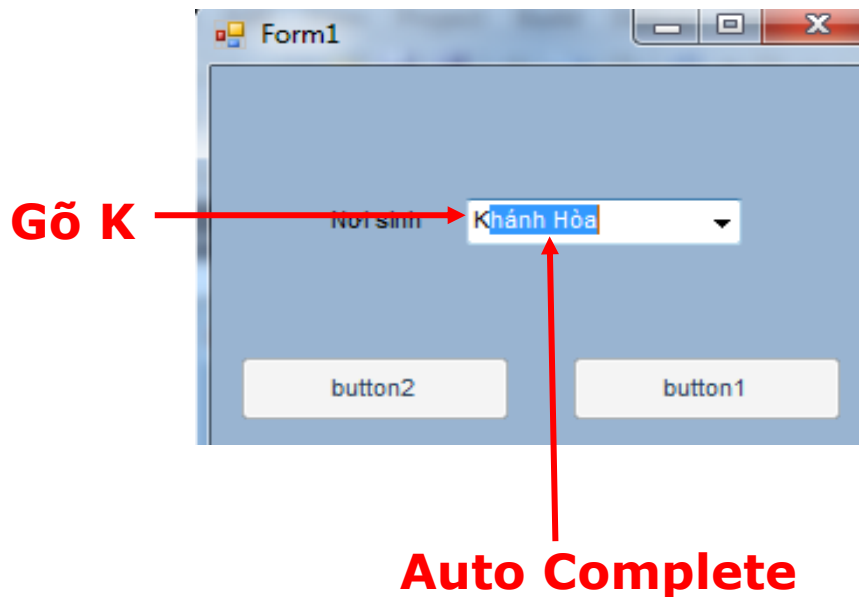 Form1
Gõ K
Nơi sinh
Khánh Hòa
button2
button1
Auto Complete